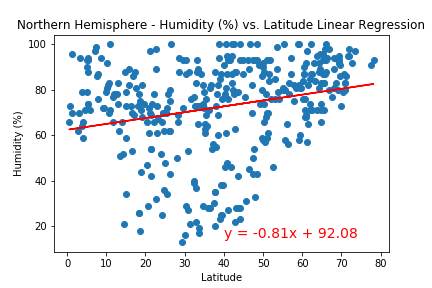 Northern Hemisphere - Humidity (%) vs. Latitude Linear Regression
100
80
60
40
20
Humidity (%)
y = -0.81x + 92.08
0 10 20 30 40 50 60 70 80
Latitude